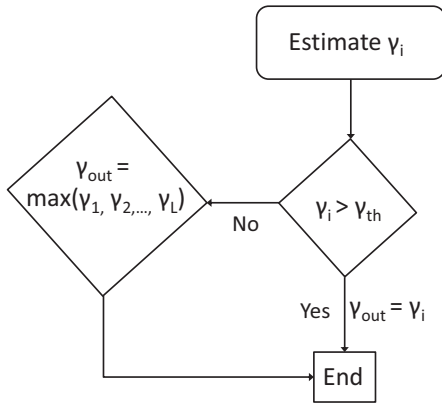 Estimate γi
γout =
max(γ1, γ2,..., γL)
γi > γth
No
Yes
γout = γi
End